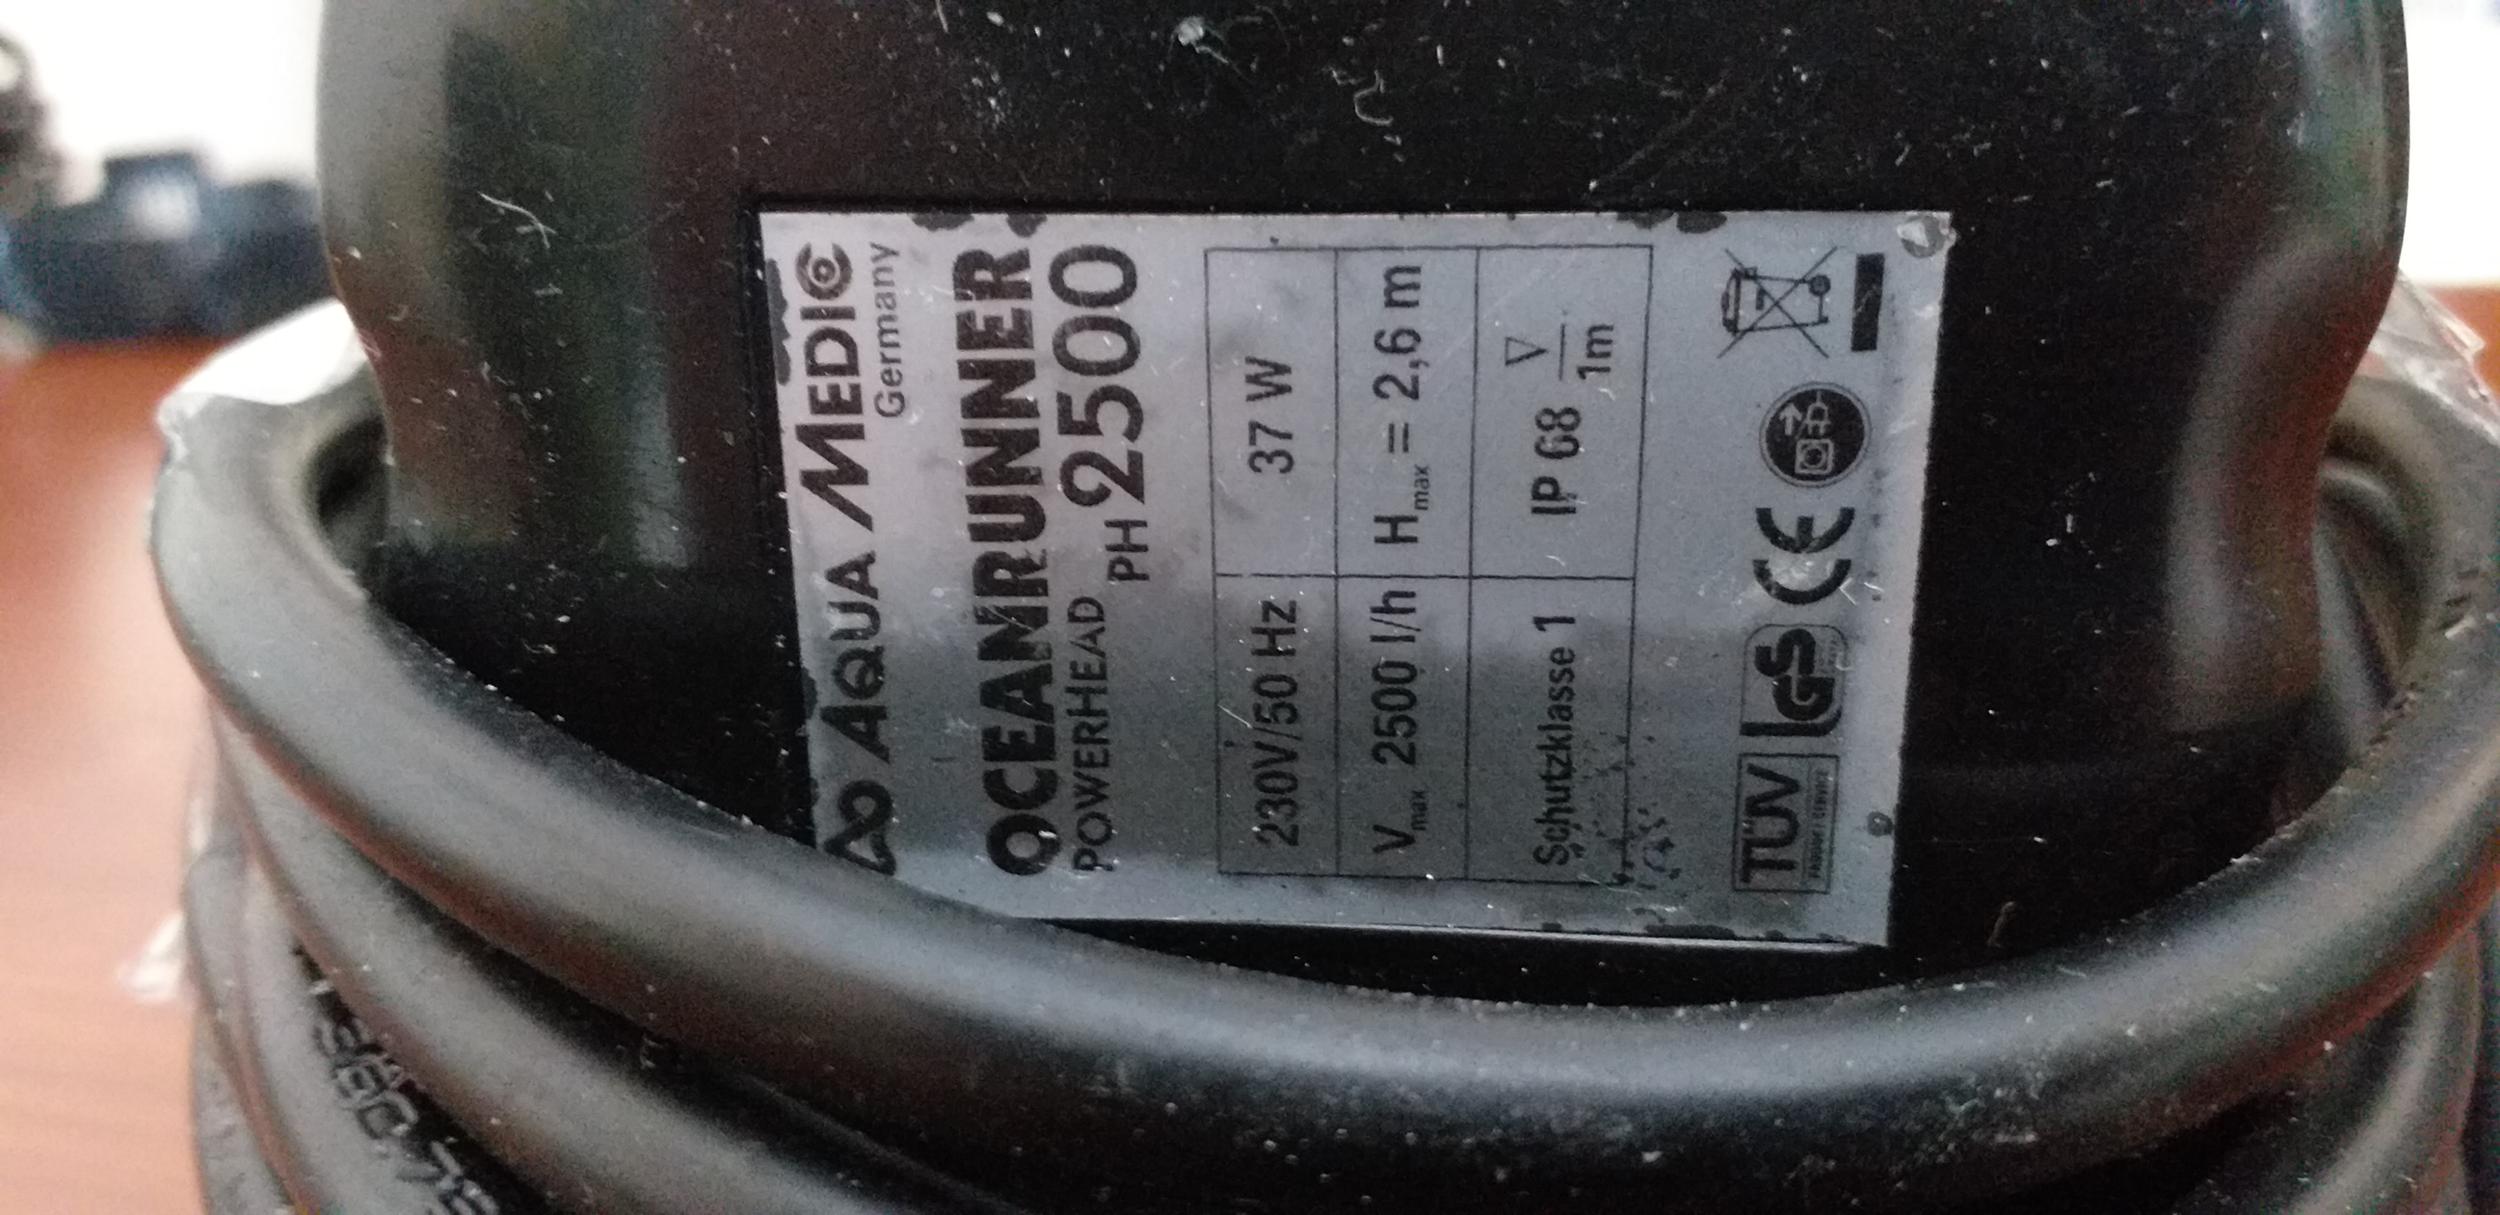 AQUA MEDIC
Germany
OCEANRUNNER
POWERHEAD PH 2500
230V/50 Hz 37 W
Vmax 2500 l/h Hmax = 2,6 m
Schutzklasse 1 IP 68 ∇ 1m
TÜV GS CE